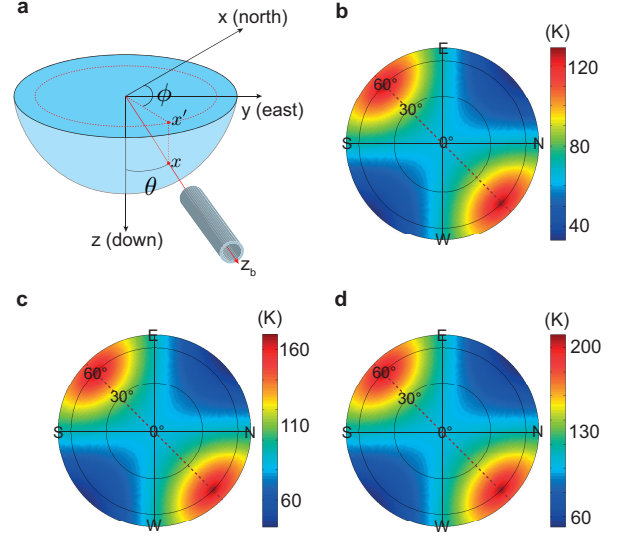 a
x (north)
ϕ
y (east)
x′
x
θ
z (down)
z_b
b
(K)
E
60°
30°
0°
S
N
W
120
80
40
c
(K)
E
60°
30°
0°
S
N
W
160
110
60
d
(K)
E
60°
30°
0°
S
N
W
200
130
60